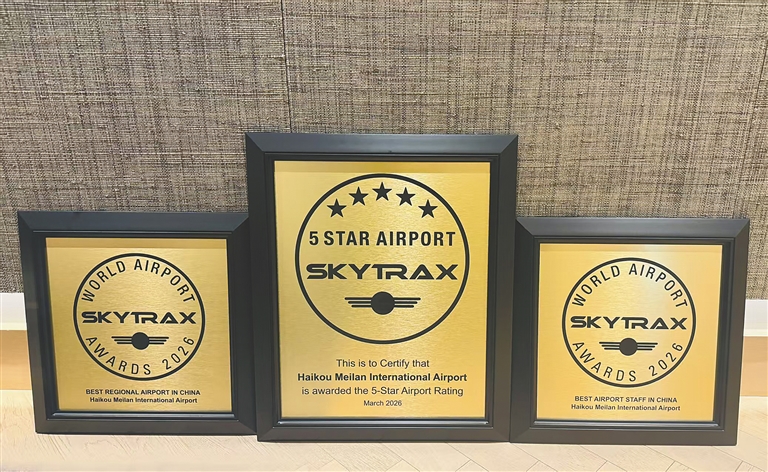 WORLD AIRPORT
SKYTRAX
AWARDS 2026
BEST REGIONAL AIRPORT IN CHINA
Haikou Meilan International Airport
5 STAR AIRPORT
SKYTRAX
This is to Certify that
Haikou Meilan International Airport
is awarded the 5-Star Airport Rating
March 2026
WORLD AIRPORT
SKYTRAX
AWARDS 2026
BEST AIRPORT STAFF IN CHINA
Haikou Meilan International Airport